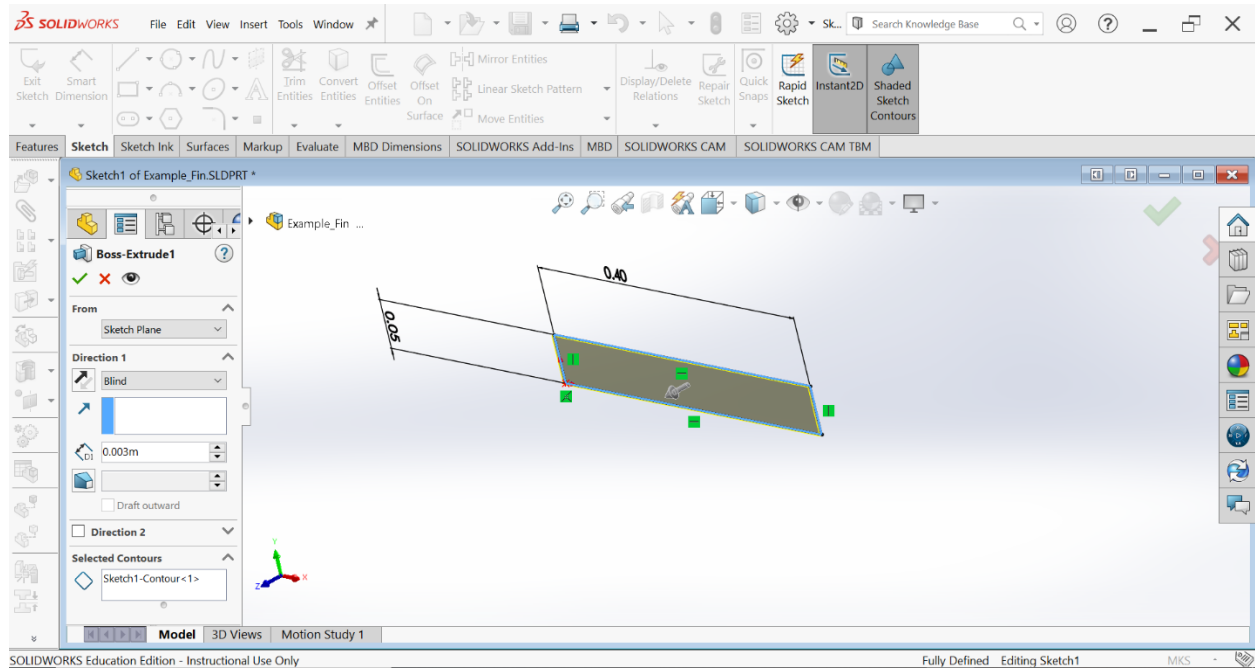 SOLIDWORKS File Edit View Insert Tools Window Sk... Search Knowledge Base
Exit Sketch
Smart Dimension
Trim Entities
Convert Entities
Offset Entities
Offset On Surface
Mirror Entities
Linear Sketch Pattern
Move Entities
Display/Delete Relations
Repair Sketch
Quick Snaps
Rapid Sketch
Instant2D
Shaded Sketch Contours
Features Sketch Sketch Ink Surfaces Markup Evaluate MBD Dimensions SOLIDWORKS Add-Ins MBD SOLIDWORKS CAM SOLIDWORKS CAM TBM
Sketch1 of Example_Fin.SLDPRT *
Example_Fin ...
Boss-Extrude1
From
Sketch Plane
Direction 1
Blind
D1 0.003m
Draft outward
Direction 2
Selected Contours
Sketch1-Contour<1>
0.40
0.05
Y
Z X
Model 3D Views Motion Study 1
SOLIDWORKS Education Edition - Instructional Use Only Fully Defined Editing Sketch1 MKS -